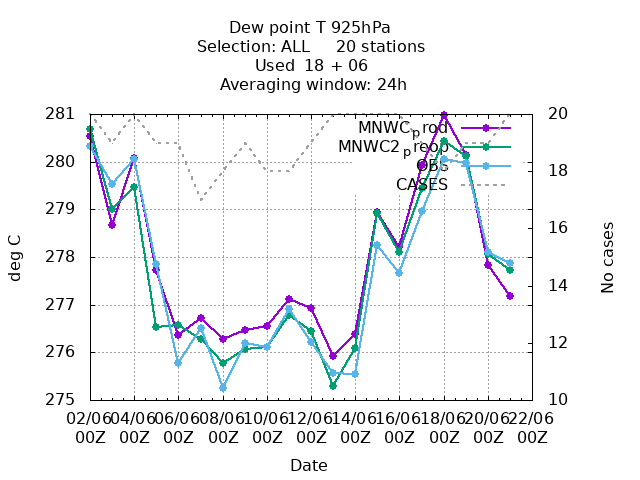 Dew point T 925hPa
Selection: ALL     20 stations
Used  18 + 06
Averaging window: 24h
281
280
279
278
277
276
275
20
18
16
14
12
10
deg C
No cases
MNWCprod
MNWC2preop
OBS
CASES
02/06 04/06 06/06 08/06 10/06 12/06 14/06 16/06 18/06 20/06 22/06
00Z 00Z 00Z 00Z 00Z 00Z 00Z 00Z 00Z 00Z 00Z
Date